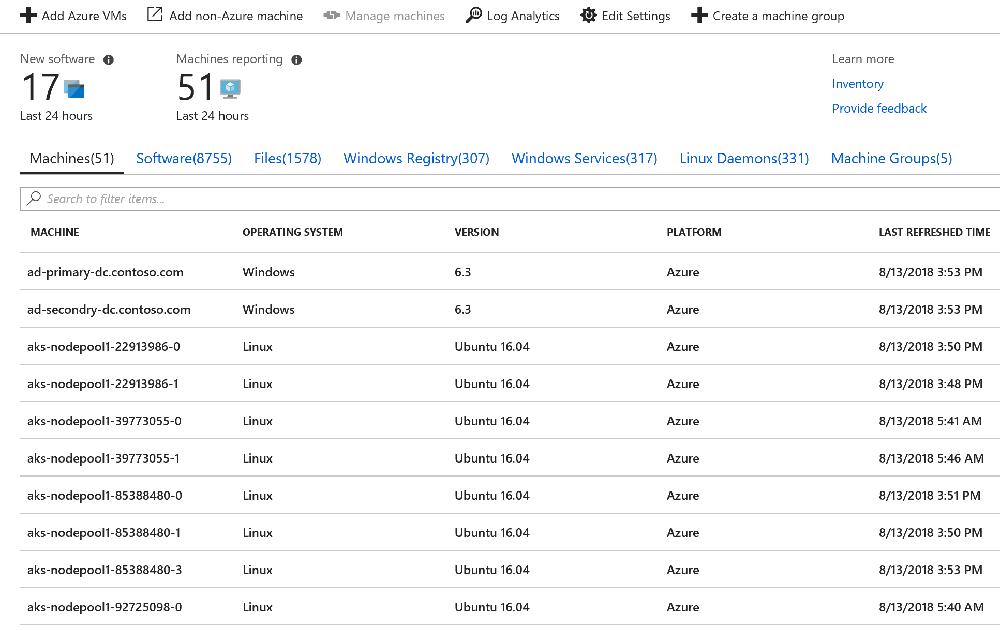 Add Azure VMs Add non-Azure machine Manage machines Log Analytics Edit Settings Create a machine group
New software Machines reporting Learn more
17 51 Inventory
Last 24 hours Last 24 hours Provide feedback
Machines(51) Software(8755) Files(1578) Windows Registry(307) Windows Services(317) Linux Daemons(331) Machine Groups(5)
Search to filter items...
MACHINE OPERATING SYSTEM VERSION PLATFORM LAST REFRESHED TIME
ad-primary-dc.contoso.com Windows 6.3 Azure 8/13/2018 3:53 PM
ad-secondry-dc.contoso.com Windows 6.3 Azure 8/13/2018 3:53 PM
aks-nodepool1-22913986-0 Linux Ubuntu 16.04 Azure 8/13/2018 3:50 PM
aks-nodepool1-22913986-1 Linux Ubuntu 16.04 Azure 8/13/2018 3:48 PM
aks-nodepool1-39773055-0 Linux Ubuntu 16.04 Azure 8/13/2018 5:41 AM
aks-nodepool1-39773055-1 Linux Ubuntu 16.04 Azure 8/13/2018 5:46 AM
aks-nodepool1-85388480-0 Linux Ubuntu 16.04 Azure 8/13/2018 3:51 PM
aks-nodepool1-85388480-1 Linux Ubuntu 16.04 Azure 8/13/2018 3:50 PM
aks-nodepool1-85388480-3 Linux Ubuntu 16.04 Azure 8/13/2018 3:53 PM
aks-nodepool1-92725098-0 Linux Ubuntu 16.04 Azure 8/13/2018 5:40 AM